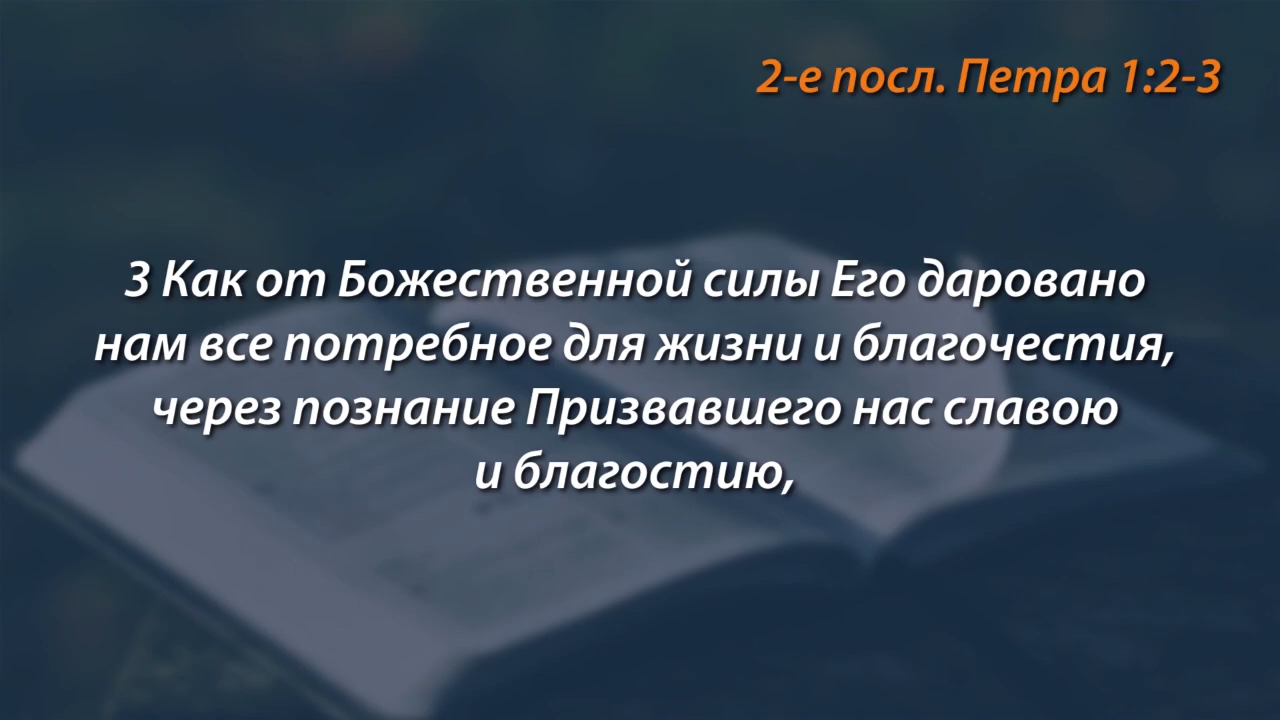 2-е посл. Петра 1:2-3
3 Как от Божественной силы Его даровано
нам все потребное для жизни и благочестия,
через познание Призвавшего нас славою
и благостию,